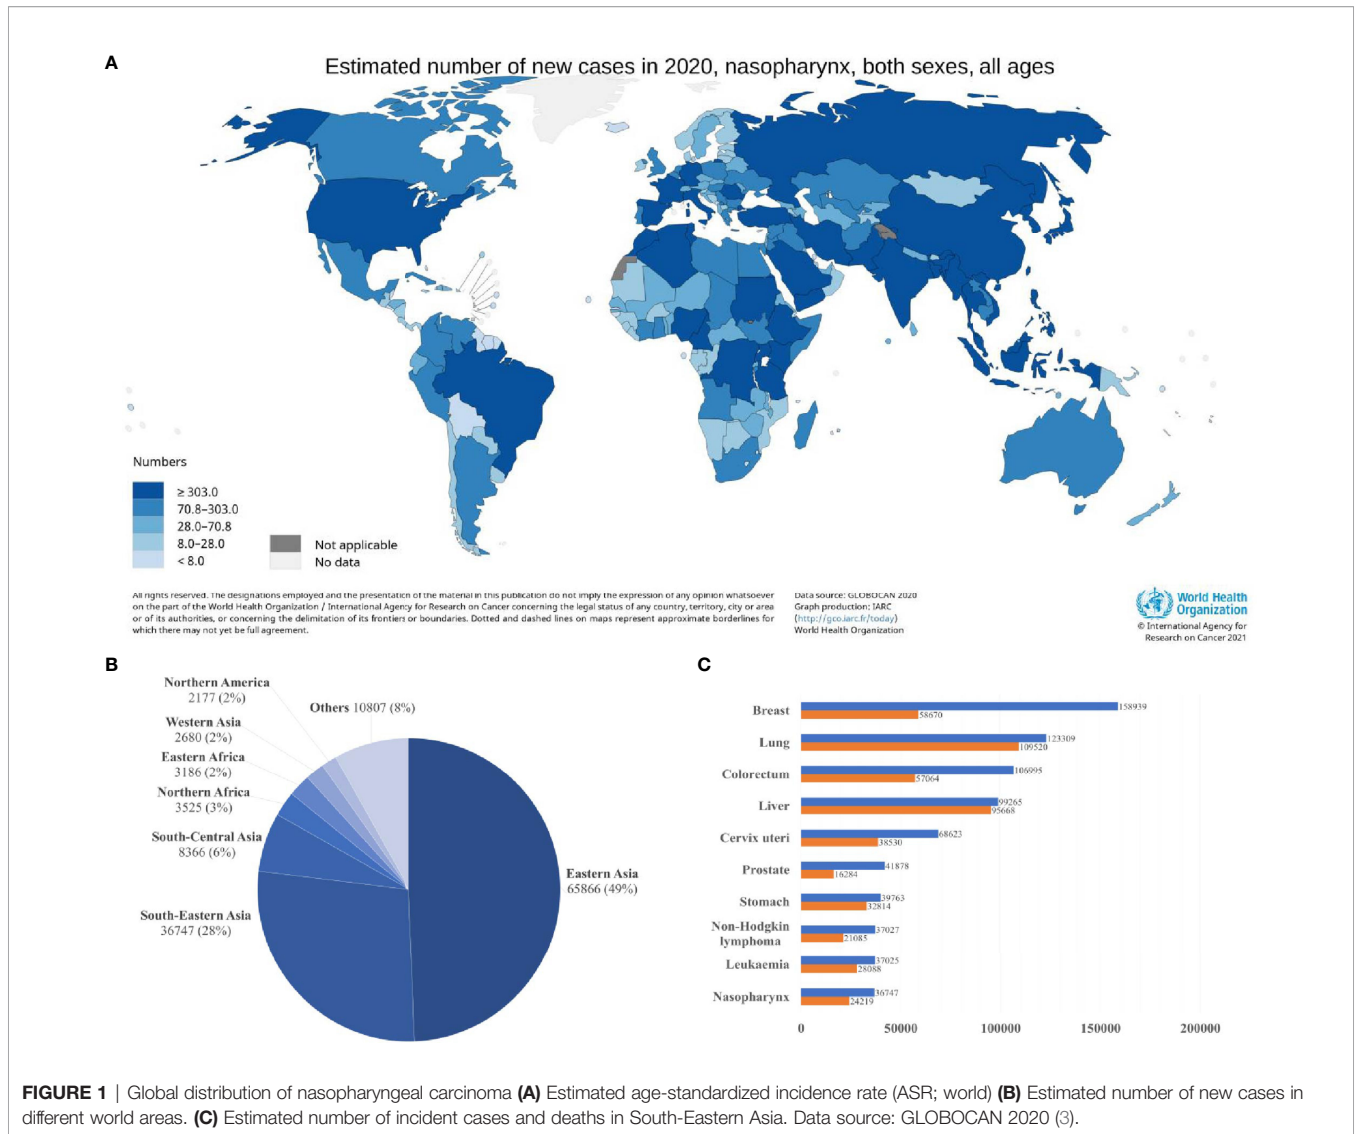 A
Estimated number of new cases in 2020, nasopharynx, both sexes, all ages
Numbers
≥ 303.0
70.8–303.0
28.0–70.8
8.0–28.0
< 8.0
Not applicable
No data
All rights reserved. The designations employed and the presentation of the material in this publication do not imply the expression of any opinion whatsoever
on the part of the World Health Organization / International Agency for Research on Cancer concerning the legal status of any country, territory, city or area
or of its authorities, or concerning the delimitation of its frontiers or boundaries. Dotted and dashed lines on maps represent approximate borderlines for
which there may not yet be full agreement.
Data source: GLOBOCAN 2020
Graph production: IARC
(http://gco.iarc.fr/today)
World Health Organization
World Health
Organization
© International Agency for
Research on Cancer 2021
B
Northern America
2177 (2%)
Others 10807 (8%)
Western Asia
2680 (2%)
Eastern Africa
3186 (2%)
Northern Africa
3525 (3%)
South-Central Asia
8366 (6%)
Eastern Asia
65866 (49%)
South-Eastern Asia
36747 (28%)
C
Breast
158939
58670
Lung
123309
109520
Colorectum
106995
57064
Liver
99265
95668
Cervix uteri
68623
38530
Prostate
41878
16284
Stomach
39763
32814
Non-Hodgkin
lymphoma
37027
21085
Leukaemia
37025
28088
Nasopharynx
36747
24219
0
50000
100000
150000
200000
FIGURE 1 | Global distribution of nasopharyngeal carcinoma (A) Estimated age-standardized incidence rate (ASR; world) (B) Estimated number of new cases in
different world areas. (C) Estimated number of incident cases and deaths in South-Eastern Asia. Data source: GLOBOCAN 2020 (3).